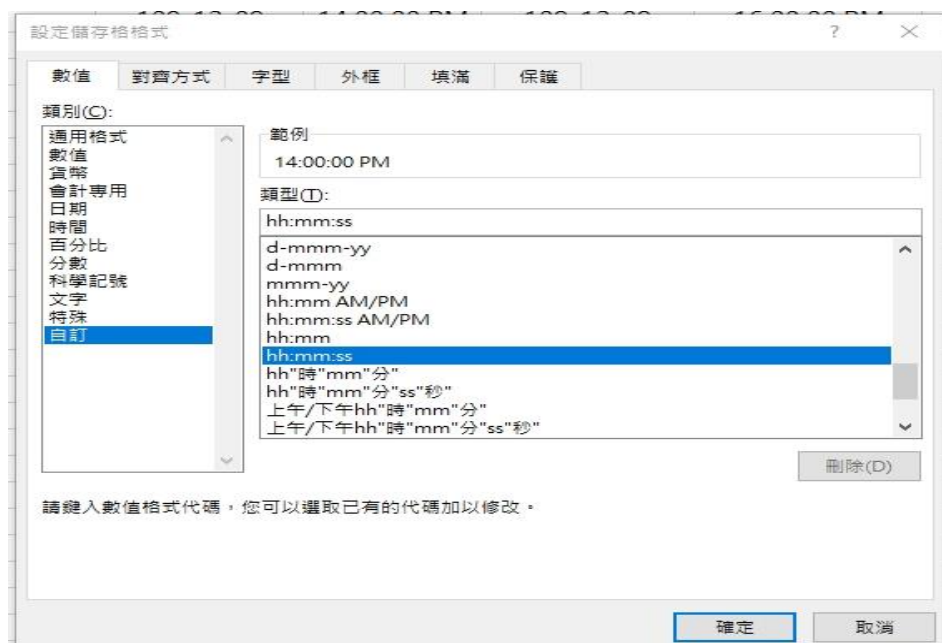 設定儲存格格式 ?
數值 對齊方式 字型 外框 填滿 保護
類別(C):
通用格式
數值
貨幣
會計專用
日期
時間
百分比
分數
科學記號
文字
特殊
自訂
範例
14:00:00 PM
類型(T):
hh:mm:ss
d-mmm-yy
d-mmm
mmm-yy
hh:mm AM/PM
hh:mm:ss AM/PM
hh:mm
hh:mm:ss
hh"時"mm"分"
hh"時"mm"分"ss"秒"
上午/下午hh"時"mm"分"
上午/下午hh"時"mm"分"ss"秒"
刪除(D)
請鍵入數值格式代碼，您可以選取已有的代碼加以修改。
確定 取消